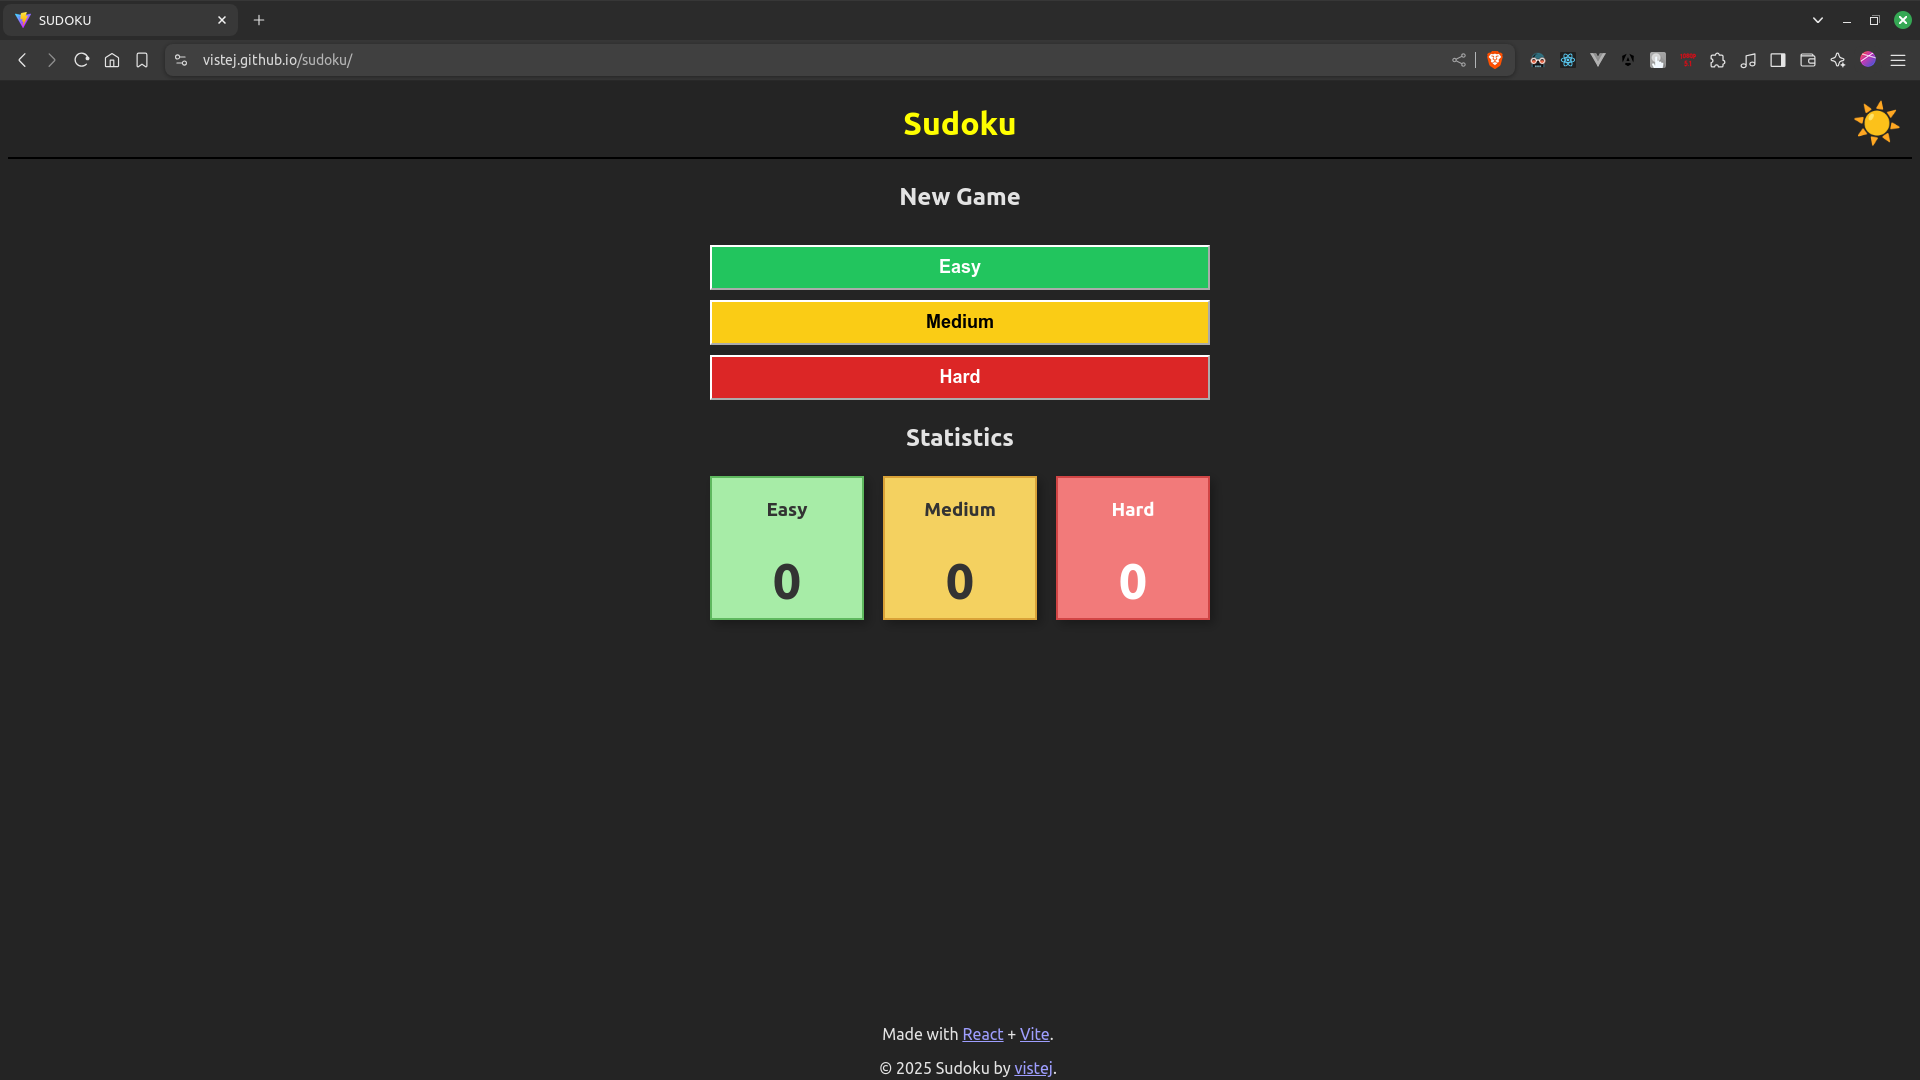 SUDOKU
vistej.github.io/sudoku/
Sudoku
New Game
Easy
Medium
Hard
Statistics
Easy Medium Hard
0 0 0
Made with React + Vite.
© 2025 Sudoku by vistej.